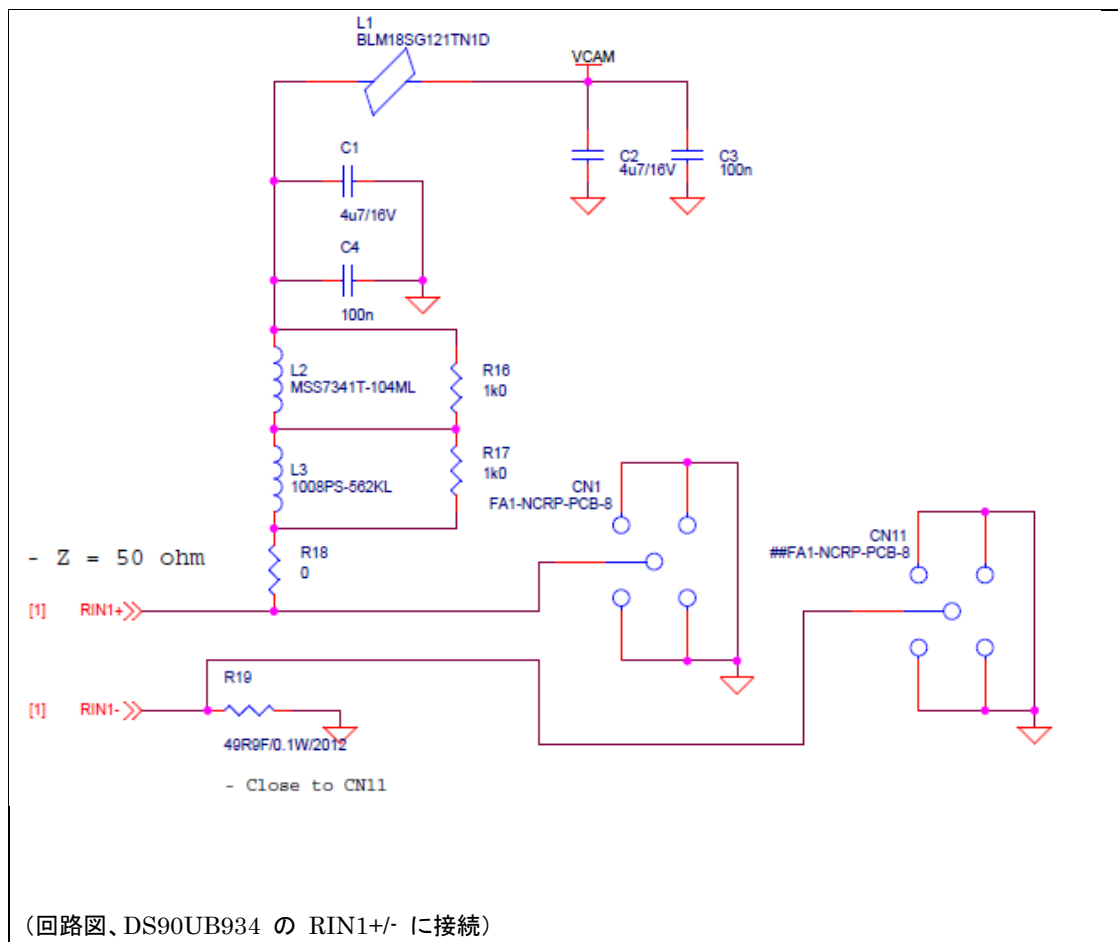 L1
BLM18SG121TN1D
VCAM
C1
4u7/16V
C2
4u7/16V
C3
100n
C4
100n
L2
MSS7341T-104ML
R16
1k0
L3
1008PS-562KL
R17
1k0
CN1
FA1-NCRP-PCB-8
CN11
##FA1-NCRP-PCB-8
- Z = 50 ohm
R18
0
[1] RIN1+
R19
[1] RIN1-
49R9F/0.1W/2012
- Close to CN11
(回路図、DS90UB934 の RIN1+/- に接続)